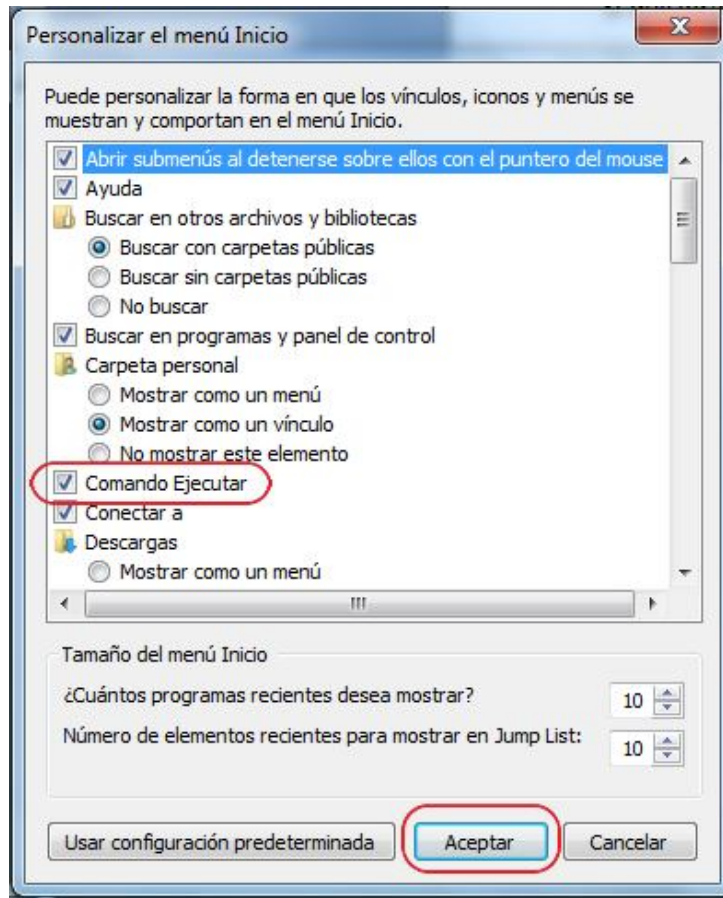 Personalizar el menú Inicio
Puede personalizar la forma en que los vínculos, iconos y menús se
muestran y comportan en el menú Inicio.
Abrir submenús al detenerse sobre ellos con el puntero del mouse
Ayuda
Buscar en otros archivos y bibliotecas
Buscar con carpetas públicas
Buscar sin carpetas públicas
No buscar
Buscar en programas y panel de control
Carpeta personal
Mostrar como un menú
Mostrar como un vínculo
No mostrar este elemento
Comando Ejecutar
Conectar a
Descargas
Mostrar como un menú
Tamaño del menú Inicio
¿Cuántos programas recientes desea mostrar? 10
Número de elementos recientes para mostrar en Jump List: 10
Usar configuración predeterminada Aceptar Cancelar